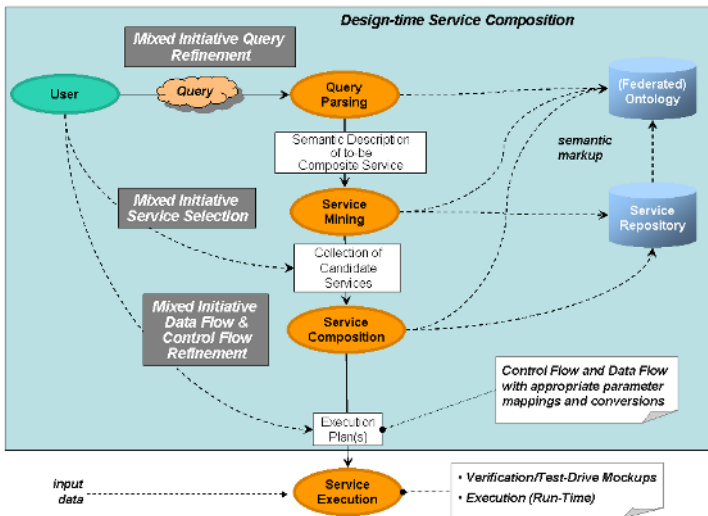 Design-time Service Composition
Mixed Initiative Query
Refinement
User
Query
Query
Parsing
(Federated)
Ontology
Semantic Description
of to-be
Composite Service
semantic
markup
Mixed Initiative
Service Selection
Service
Mining
Service
Repository
Collection of
Candidate
Services
Mixed Initiative
Data Flow &
Control Flow
Refinement
Service
Composition
Control Flow and Data Flow
with appropriate parameter
mappings and conversions
Execution
Plan(s)
input
data
Service
Execution
• Verification/Test-Drive Mockups
• Execution (Run-Time)